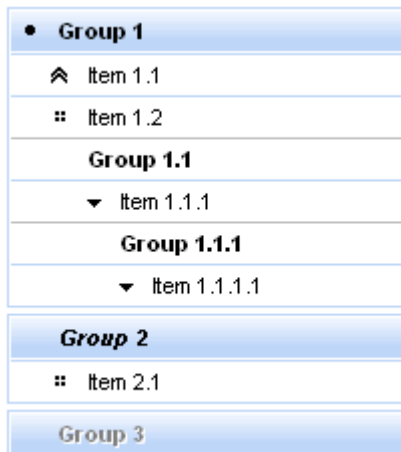 Group 1
Item 1.1
Item 1.2
Group 1.1
Item 1.1.1
Group 1.1.1
Item 1.1.1.1
Group 2
Item 2.1
Group 3